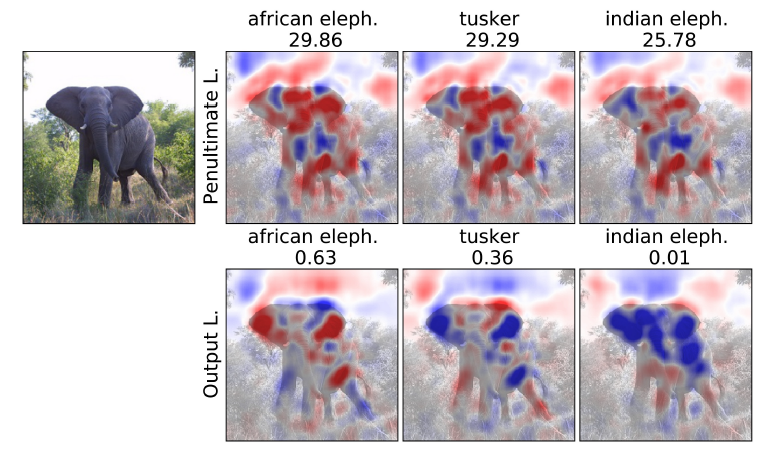 african eleph.
29.86
tusker
29.29
indian eleph.
25.78
Penultimate L.
african eleph.
0.63
tusker
0.36
indian eleph.
0.01
Output L.